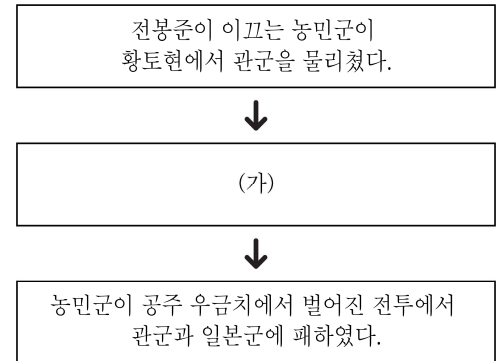 전봉준이 이끄는 농민군이
황토현에서 관군을 물리쳤다.
(가)
농민군이 공주 우금치에서 벌어진 전투에서
관군과 일본군에 패하였다.